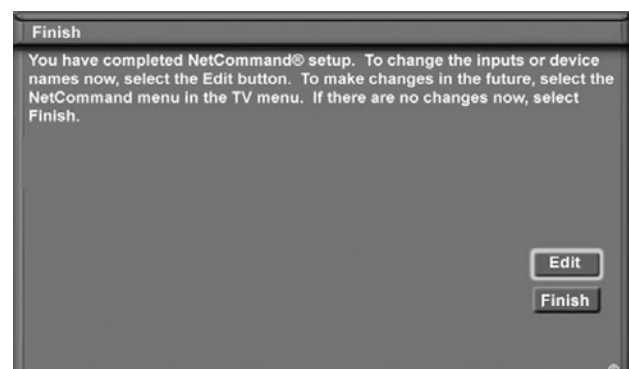 Finish
You have completed NetCommand® setup. To change the inputs or device
names now, select the Edit button. To make changes in the future, select the
NetCommand menu in the TV menu. If there are no changes now, select
Finish.
Edit
Finish